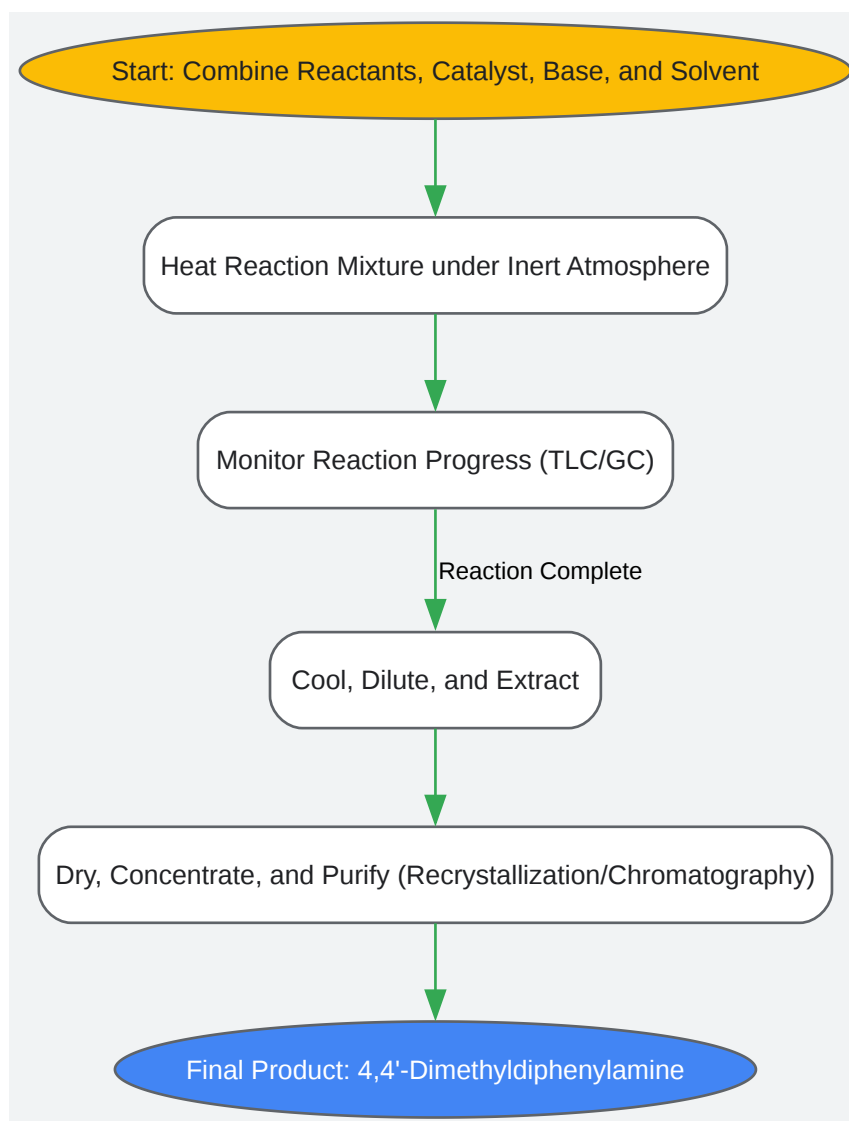 Start: Combine Reactants, Catalyst, Base, and Solvent
Heat Reaction Mixture under Inert Atmosphere
Monitor Reaction Progress (TLC/GC)
Reaction Complete
Cool, Dilute, and Extract
Dry, Concentrate, and Purify (Recrystallization/Chromatography)
Final Product: 4,4'-Dimethyldiphenylamine